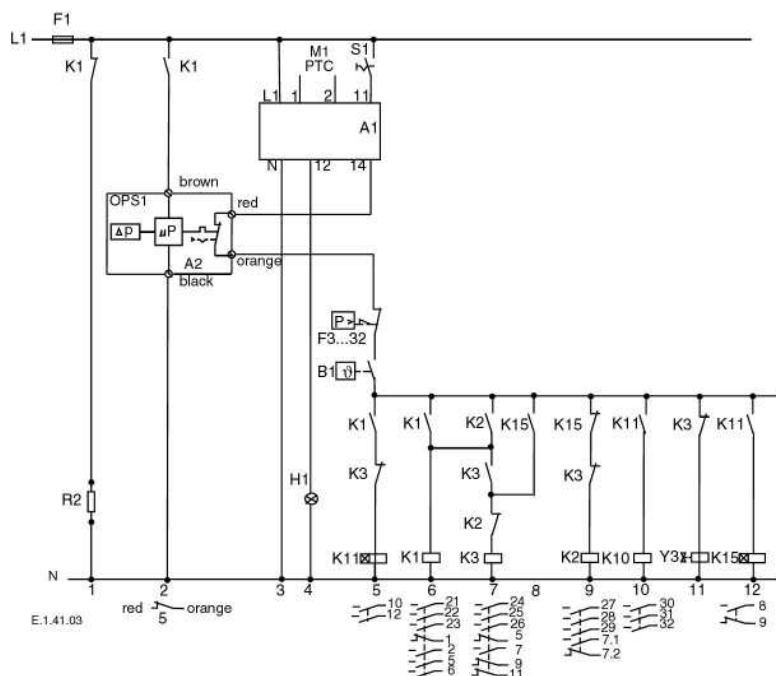 F1
L1
K1
K1
M1
PTC
S1
L1 1 2 11
A1
N 12 14
brown
OPS1
red
Δp
µP
A2
orange
black
P>
F3...32
B1 ϑ
K1 K1 K2 K15 K15 K11 K3 K11
K3 K3 K3
H1
R2
K2
K11 K1 K3 K2 K10 Y3 K15
N
1 2 3 4 5 6 7 8 9 10 11 12
red orange
5
E.1.41.03
10
12
21
22
23
1
2
5
6
24
25
26
5
7
9
11
27
28
29
7.1
7.2
30
31
32
8
9